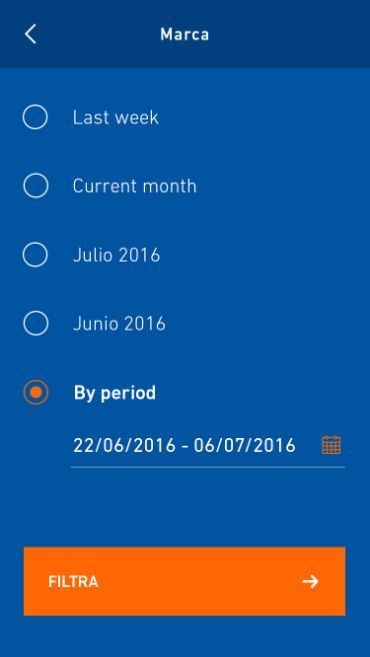 Marca
Last week
Current month
Julio 2016
Junio 2016
By period
22/06/2016 - 06/07/2016
FILTRA